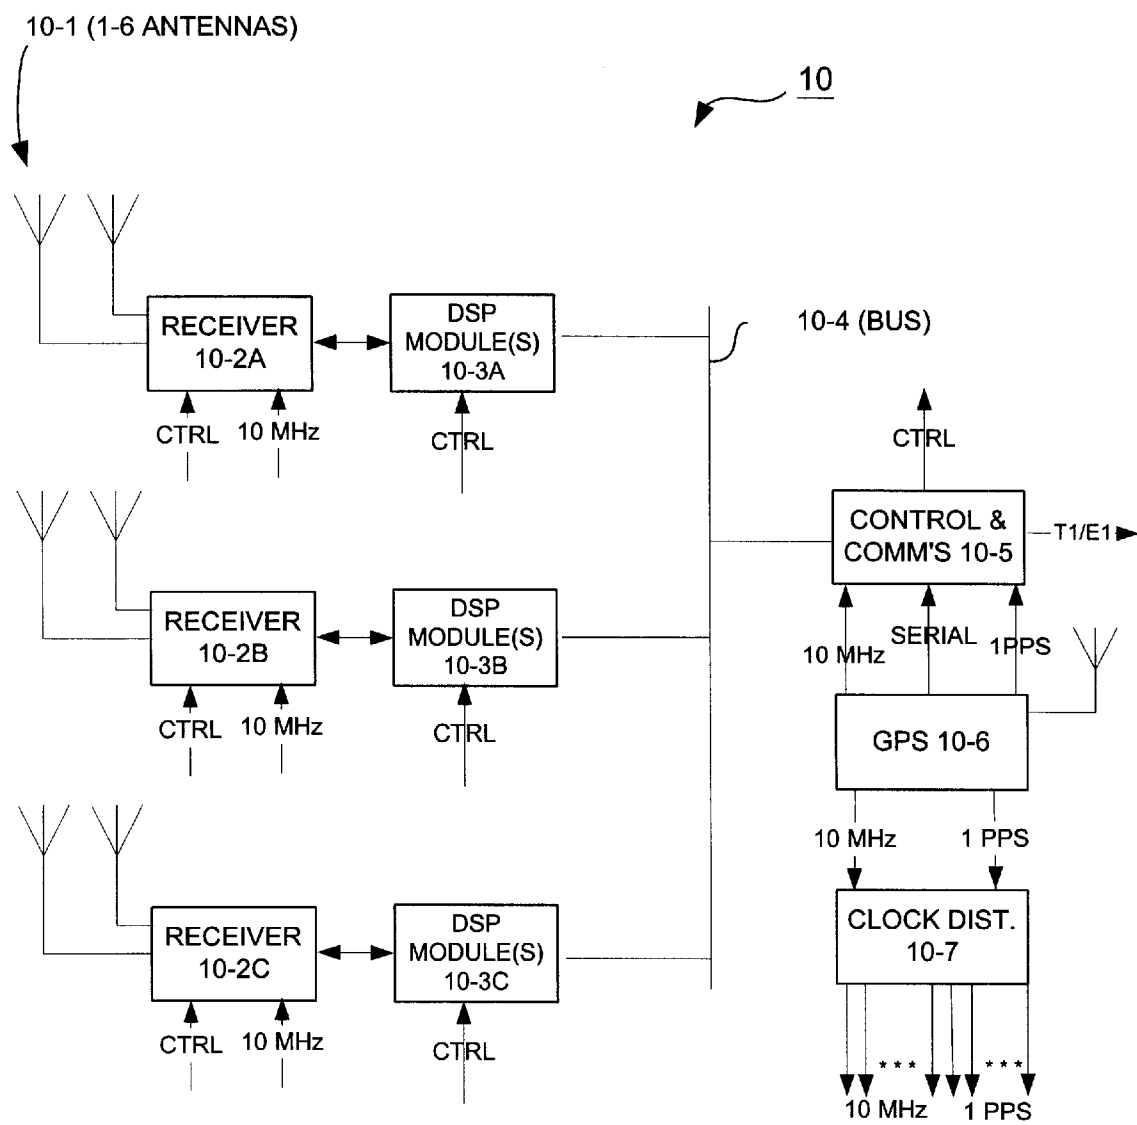 10-1 (1-6 ANTENNAS)
10
RECEIVER
10-2A
DSP
MODULE(S)
10-3A
10-4 (BUS)
CTRL
10 MHz
CTRL
CTRL
CONTROL &
COMM'S 10-5
T1/E1
RECEIVER
10-2B
DSP
MODULE(S)
10-3B
10 MHz
SERIAL
1PPS
CTRL
10 MHz
CTRL
GPS 10-6
10 MHz
1 PPS
RECEIVER
10-2C
DSP
MODULE(S)
10-3C
CLOCK DIST.
10-7
CTRL
10 MHz
CTRL
* * *
* * *
10 MHz
1 PPS